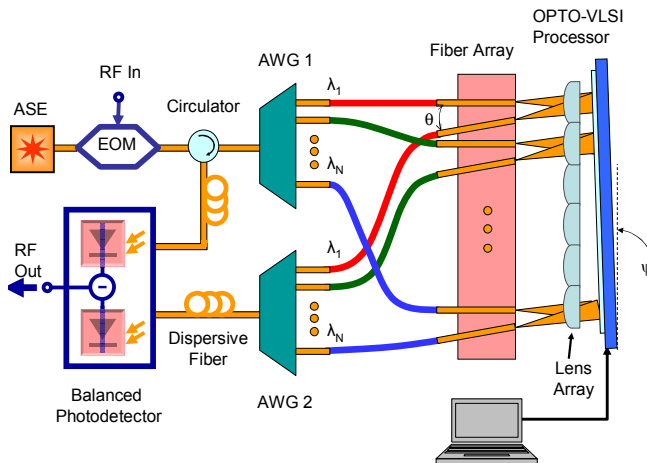 OPTO-VLSI
Processor
AWG 1
Fiber Array
RF In
λ1
Circulator
ASE
θ
EOM
λN
λ1
RF
Out
ψ
λN
Dispersive
Fiber
Lens
Array
Balanced
Photodetector
AWG 2